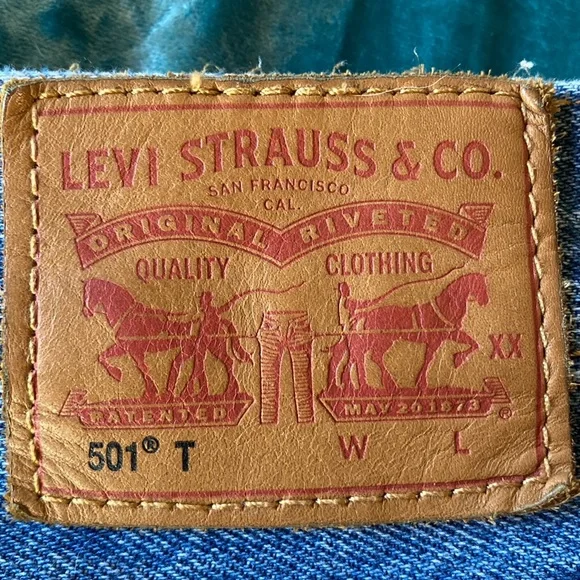 LEVI STRAUSS & CO.
SAN FRANCISCO
CAL.
ORIGINAL RIVETED
QUALITY CLOTHING
XX
PATENTED MAY 20 1873 ®
501® T W L